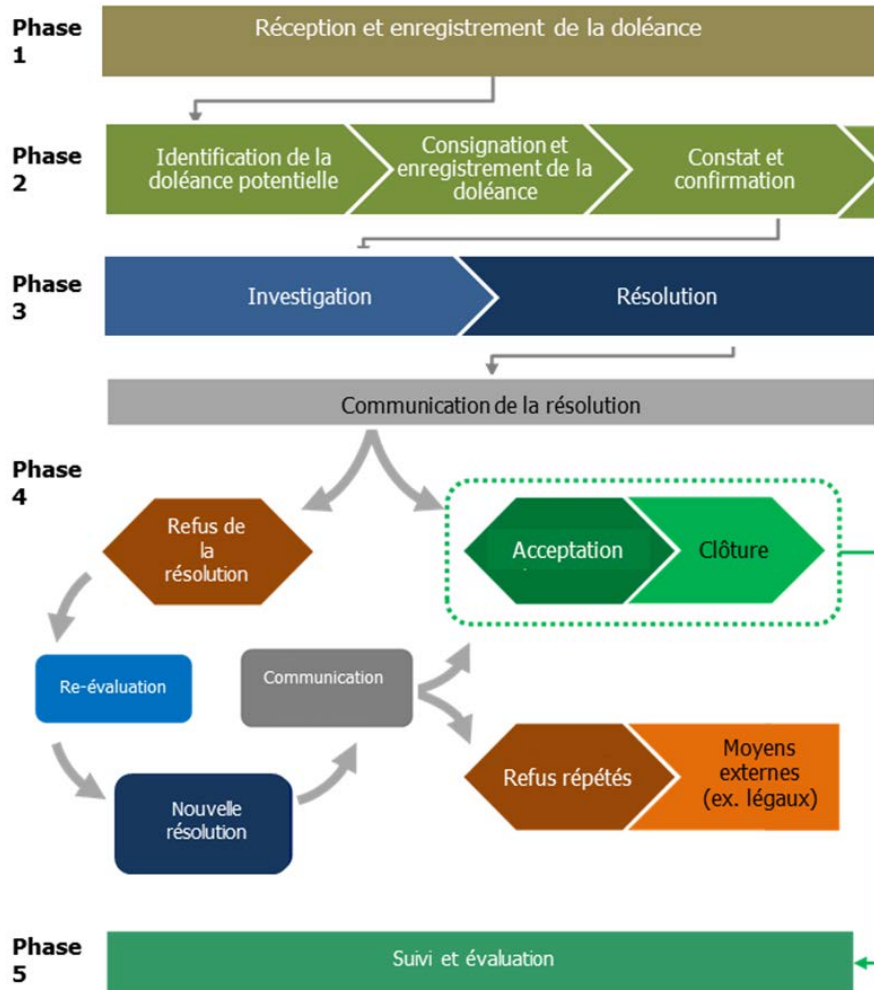 Phase
1
Réception et enregistrement de la doléance
Phase
2
Identification de la
doléance potentielle
Consignation et
enregistrement de la
doléance
Constat et
confirmation
Phase
3
Investigation
Résolution
Communication de la résolution
Phase
4
Refus de
la
résolution
Acceptation
Clôture
Re-évaluation
Communication
Nouvelle
résolution
Refus répétés
Moyens
externes
(ex. légaux)
Phase
5
Suivi et évaluation